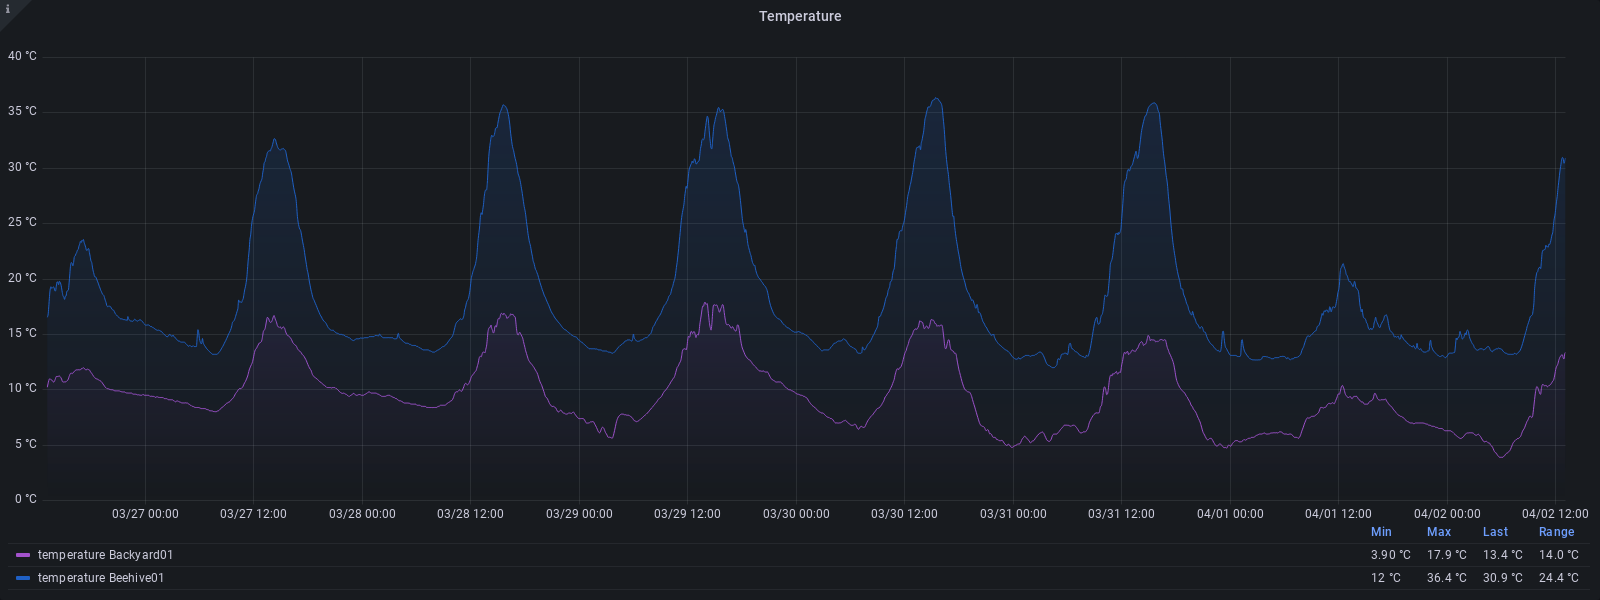 i
Temperature
40 °C
35 °C
30 °C
25 °C
20 °C
15 °C
10 °C
5 °C
0 °C
03/27 00:00 03/27 12:00 03/28 00:00 03/28 12:00 03/29 00:00 03/29 12:00 03/30 00:00 03/30 12:00 03/31 00:00 03/31 12:00 04/01 00:00 04/01 12:00 04/02 00:00 04/02 12:00
Min Max Last Range
temperature Backyard01 3.90 °C 17.9 °C 13.4 °C 14.0 °C
temperature Beehive01 12 °C 36.4 °C 30.9 °C 24.4 °C